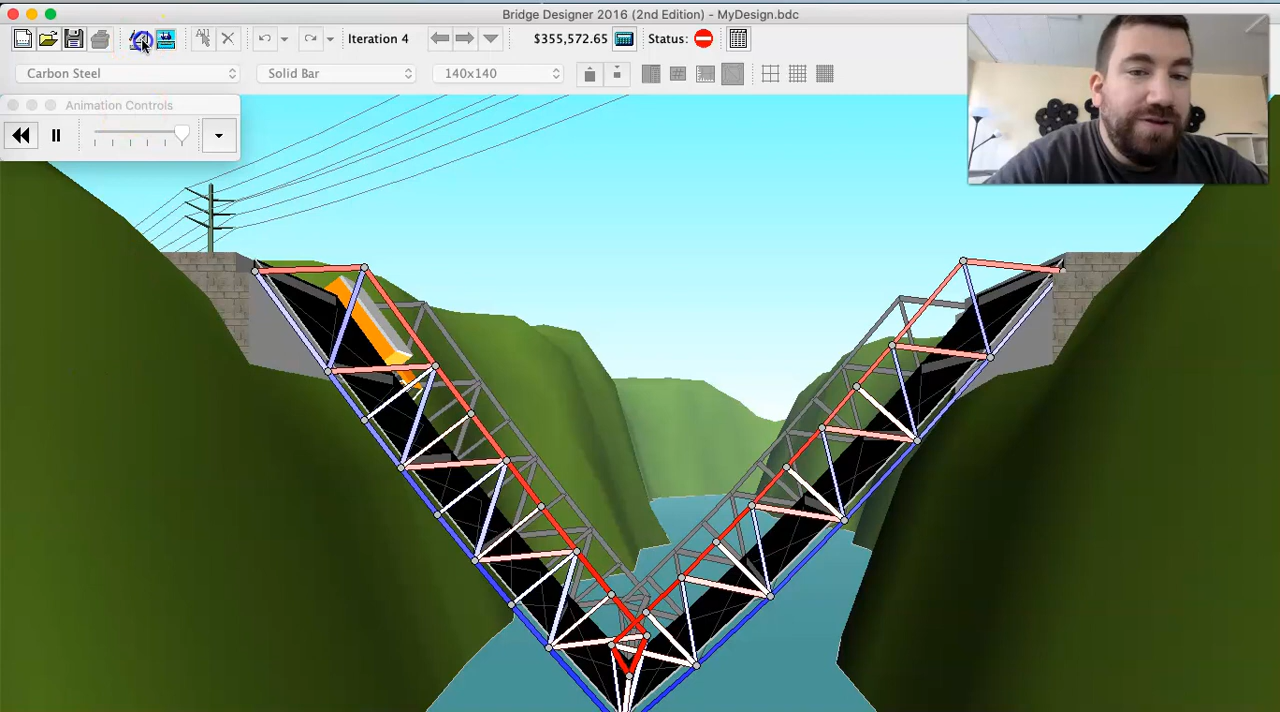 Bridge Designer 2016 (2nd Edition) - MyDesign.bdc
Iteration 4
$355,572.65
Status:
Carbon Steel
Solid Bar
140x140
Animation Controls